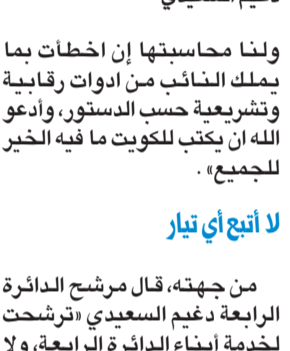 ولنا محاسبتها إن اخطأت بما
يملك النائب من ادوات رقابية
وتشريعية حسب الدستور، وأدعو
الله ان يكتب للكويت ما فيه الخير
للجميع» .
لا أتبع أي تيار
من جهته، قال مرشح الدائرة
الرابعة دغيم السعيدي «ترشحت
لخدمة أبناء الدائرة الرابعة، ولا